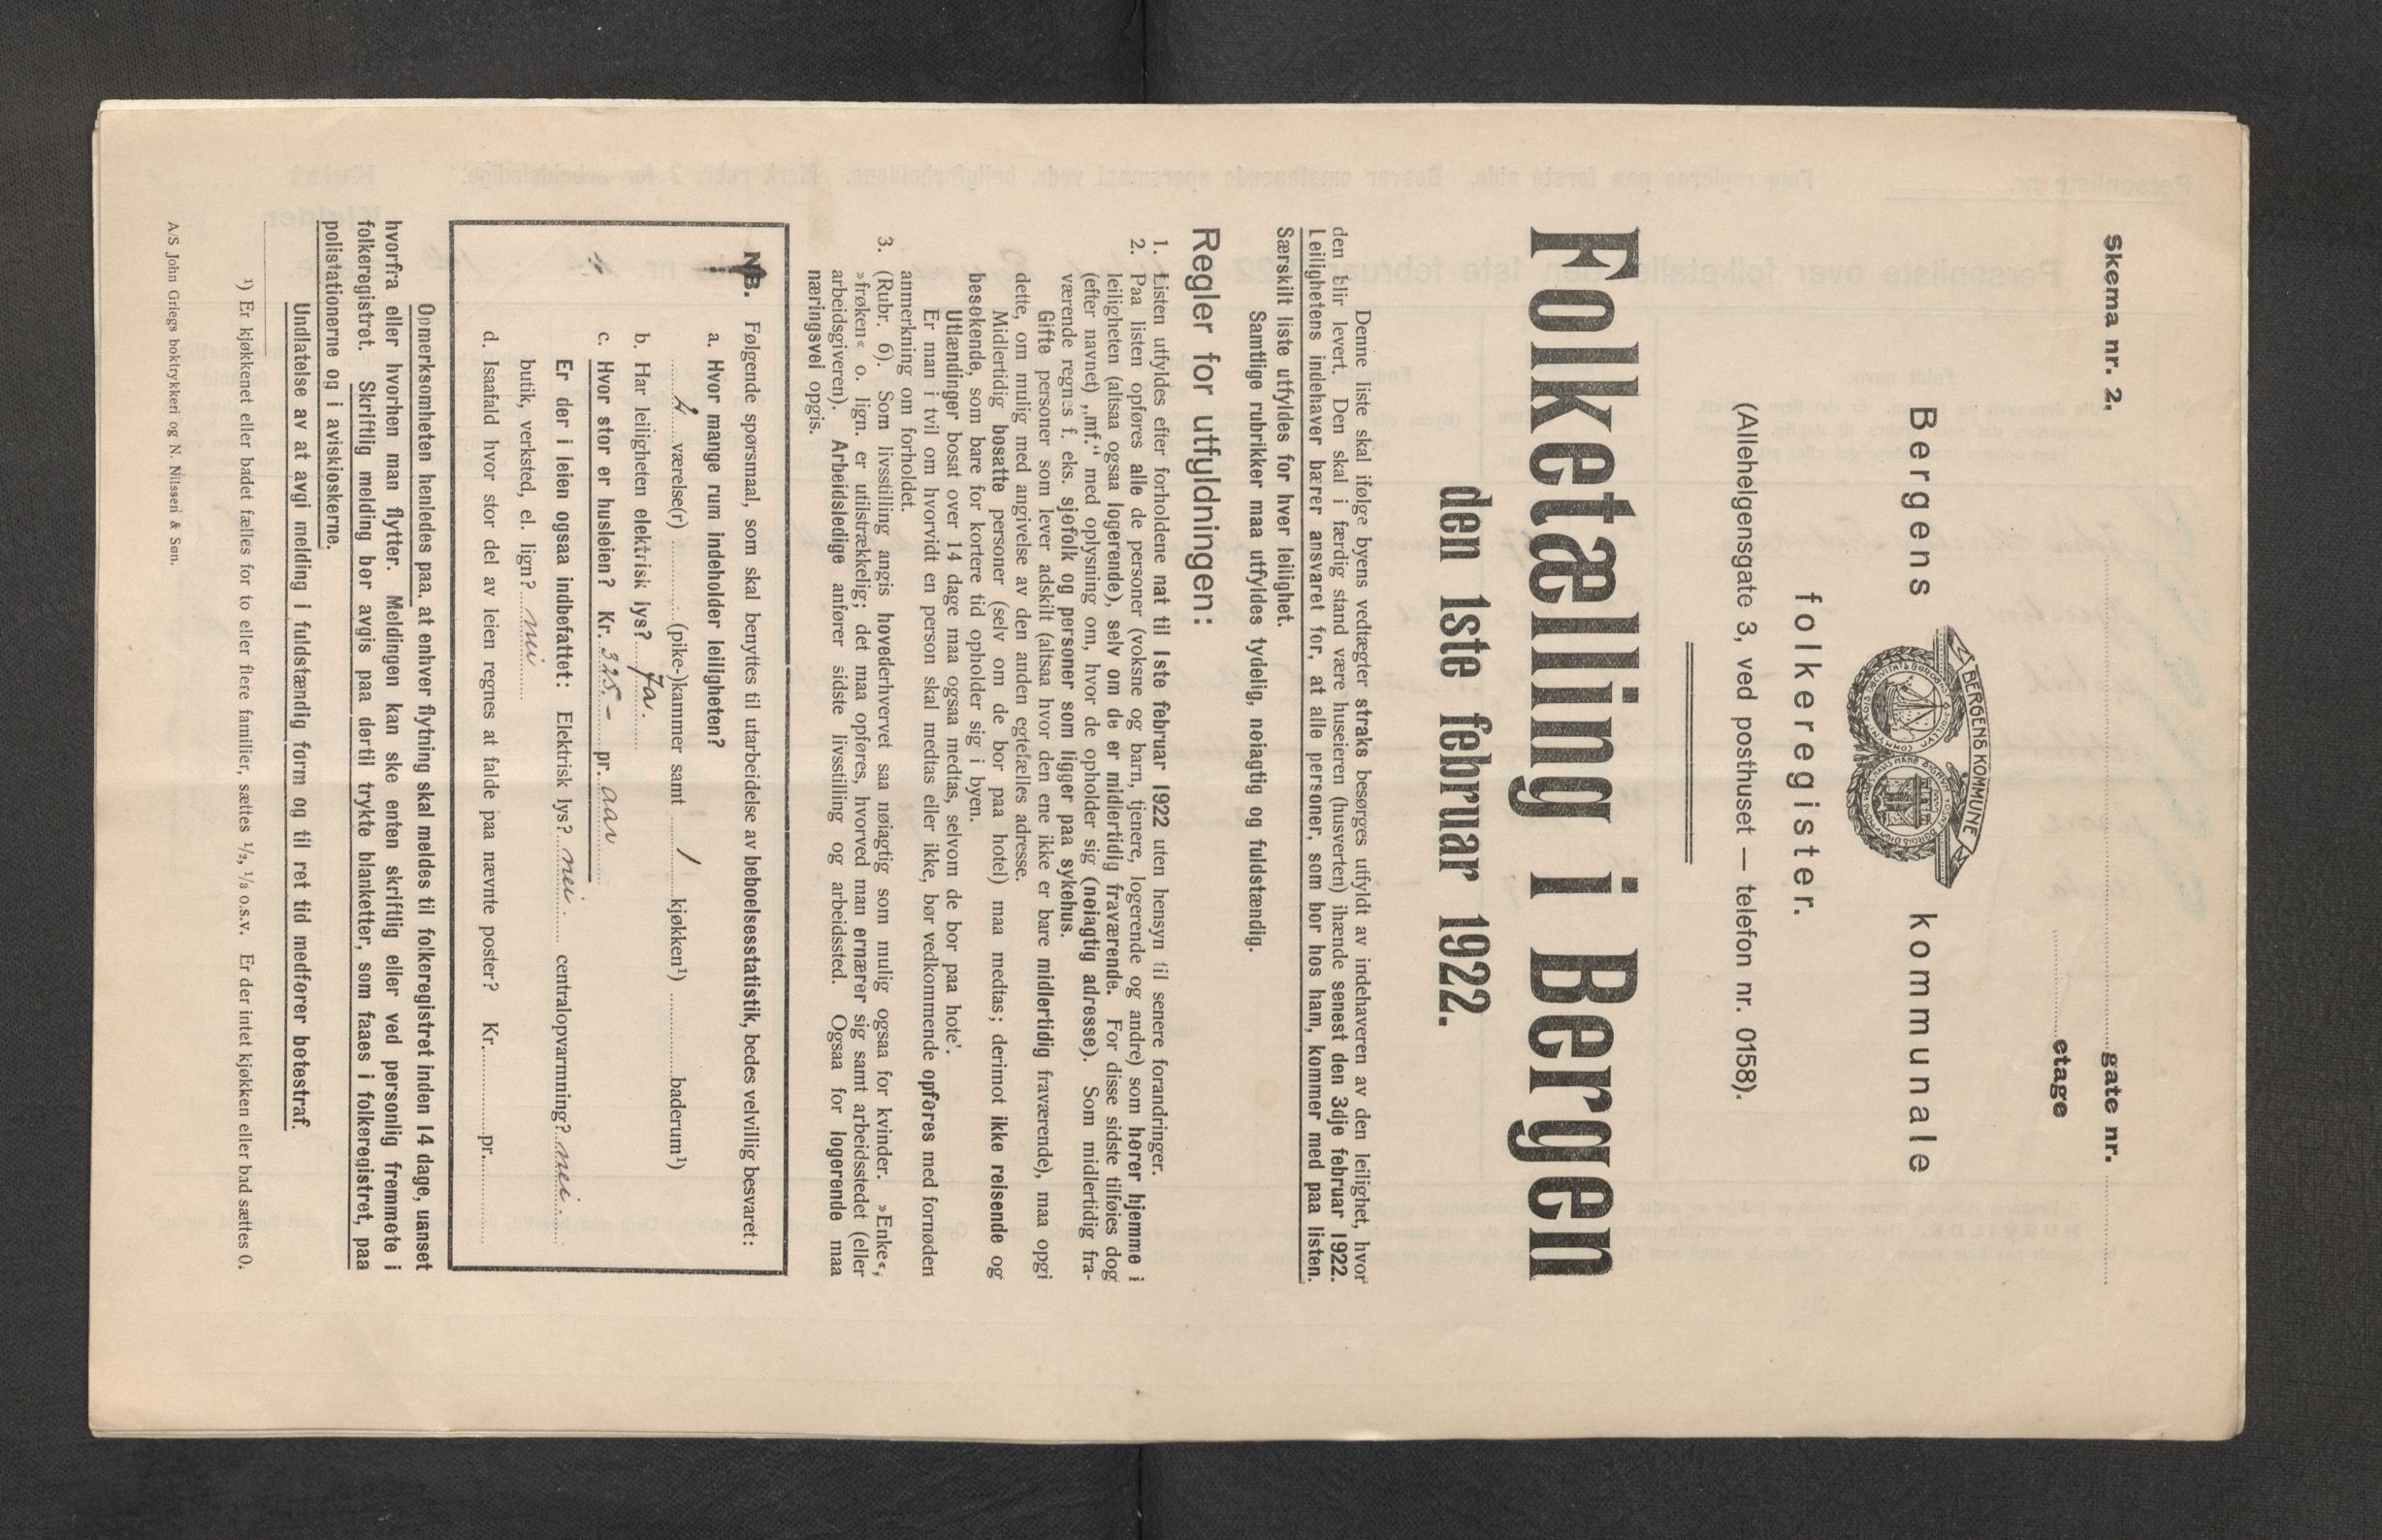 Skema nr. 2.
gate nr.
etage
BERGENS KOMMUNE
Bergens kommunale
folkeregister.
(Allehelgensgate 3, ved posthuset — telefon nr. 0158).
Folketælling i Bergen
den 1ste februar 1922.
Denne liste skal ifølge byens vedtægter straks besørges utfyldt av indehaveren av den leilighet, hvor
den blir levert. Den skal i færdig stand være huseieren (husverten) ihænde senest den 3dje februar 1922.
Leilighetens indehaver bærer ansvaret for, at alle personer, som bor hos ham, kommer med paa listen.
Særskilt liste utfyldes for hver leilighet.
Samtlige rubrikker maa utfyldes tydelig, nøiagtig og fuldstændig.
Regler for utfyldningen:
1. Listen utfyldes efter forholdene nat til 1ste februar 1922 uten hensyn til senere forandringer.
2. Paa listen opføres alle de personer (voksne og barn, tjenere, logerende og andre) som hører hjemme i
leiligheten (altsaa ogsaa logerende), selv om de er midlertidig fraværende. For disse sidste tilføies dog
(efter navnet) „mf.“ med oplysning om, hvor de opholder sig (nøiagtig adresse). Som midlertidig fra-
værende regnes f. eks. sjøfolk og personer som ligger paa sykehus.
Gifte personer som lever adskilt (altsaa hvor den ene ikke er bare midlertidig fraværende), maa opgi
dette, om mulig med angivelse av den anden egtefælles adresse.
Midlertidig bosatte personer (selv om de bor paa hotel) maa medtas; derimot ikke reisende og
besøkende, som bare for kortere tid opholder sig i byen.
Utlændinger bosat over 14 dage maa ogsaa medtas, selvom de bor paa hotel.
Er man i tvil om hvorvidt en person skal medtas eller ikke, bør vedkommende opføres med fornøden
anmerkning om forholdet.
3. (Rubr. 6). Som livsstilling angis hovederhvervet saa nøiagtig som mulig ogsaa for kvinder. »Enke«,
»frøken« o. lign. er utilstrækkelig; det maa opføres, hvorved man ernærer sig samt arbeidsstedet (eller
arbeidsgiveren). Arbeidsledige anfører sidste livsstilling og arbeidssted. Ogsaa for logerende maa
næringsvei opgis.
NB. Følgende spørsmaal, som skal benyttes til utarbeidelse av beboelsesstatistik, bedes velvillig besvaret:
a. Hvor mange rum indeholder leiligheten?
værelse(r) (pike-)kammer samt 1 kjøkken¹) baderum¹)
b. Har leiligheten elektrisk lys? Ja.
c. Hvor stor er husleien? Kr. 325.- pr. aar
Er der i leien ogsaa indbefattet: Elektrisk lys? nei. centralopvarmning? nei.
butik, verksted, el. lign? nei
d. Isaafald hvor stor del av leien regnes at falde paa nævnte poster? Kr. pr.
Opmerksomheten henledes paa, at enhver flytning skal meldes til folkeregistret inden 14 dage, uanset
hvorfra eller hvorhen man flytter. Meldingen kan ske enten skriftlig eller ved personlig fremmøte i
folkeregistret. Skriftlig melding bør avgis paa dertil trykte blanketter, som faaes i folkeregistret, paa
politstationerne og i aviskioskerne.
Undlatelse av at avgi melding i fuldstændig form og til ret tid medfører bøtestraf.
¹) Er kjøkkenet eller badet fælles for to eller flere familier, sættes ½, ⅓ o.s.v. Er der intet kjøkken eller bad sættes 0.
A/S John Griegs boktrykkeri og N. Nilssen & Søn.